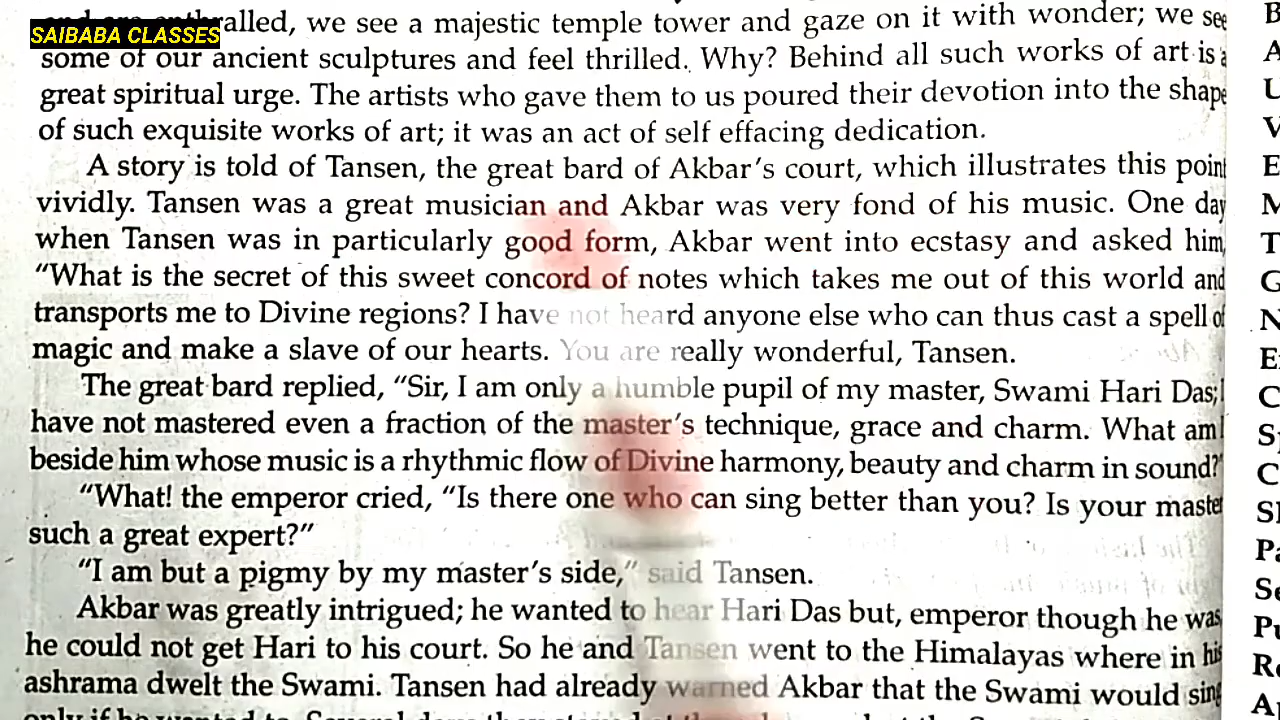 SAIBABA CLASSES
enthralled, we see a majestic temple tower and gaze on it with wonder; we see
some of our ancient sculptures and feel thrilled. Why? Behind all such works of art is a
great spiritual urge. The artists who gave them to us poured their devotion into the shape
of such exquisite works of art; it was an act of self effacing dedication.
A story is told of Tansen, the great bard of Akbar's court, which illustrates this point
vividly. Tansen was a great musician and Akbar was very fond of his music. One day
when Tansen was in particularly good form, Akbar went into ecstasy and asked him,
"What is the secret of this sweet concord of notes which takes me out of this world and
transports me to Divine regions? I have not heard anyone else who can thus cast a spell of
magic and make a slave of our hearts. You are really wonderful, Tansen.
The great bard replied, "Sir, I am only a humble pupil of my master, Swami Hari Das; I
have not mastered even a fraction of the master's technique, grace and charm. What am I
beside him whose music is a rhythmic flow of Divine harmony, beauty and charm in sound?"
"What! the emperor cried, "Is there one who can sing better than you? Is your master
such a great expert?"
"I am but a pigmy by my master's side," said Tansen.
Akbar was greatly intrigued; he wanted to hear Hari Das but, emperor though he was,
he could not get Hari to his court. So he and Tansen went to the Himalayas where in his
ashrama dwelt the Swami. Tansen had already warned Akbar that the Swami would sing